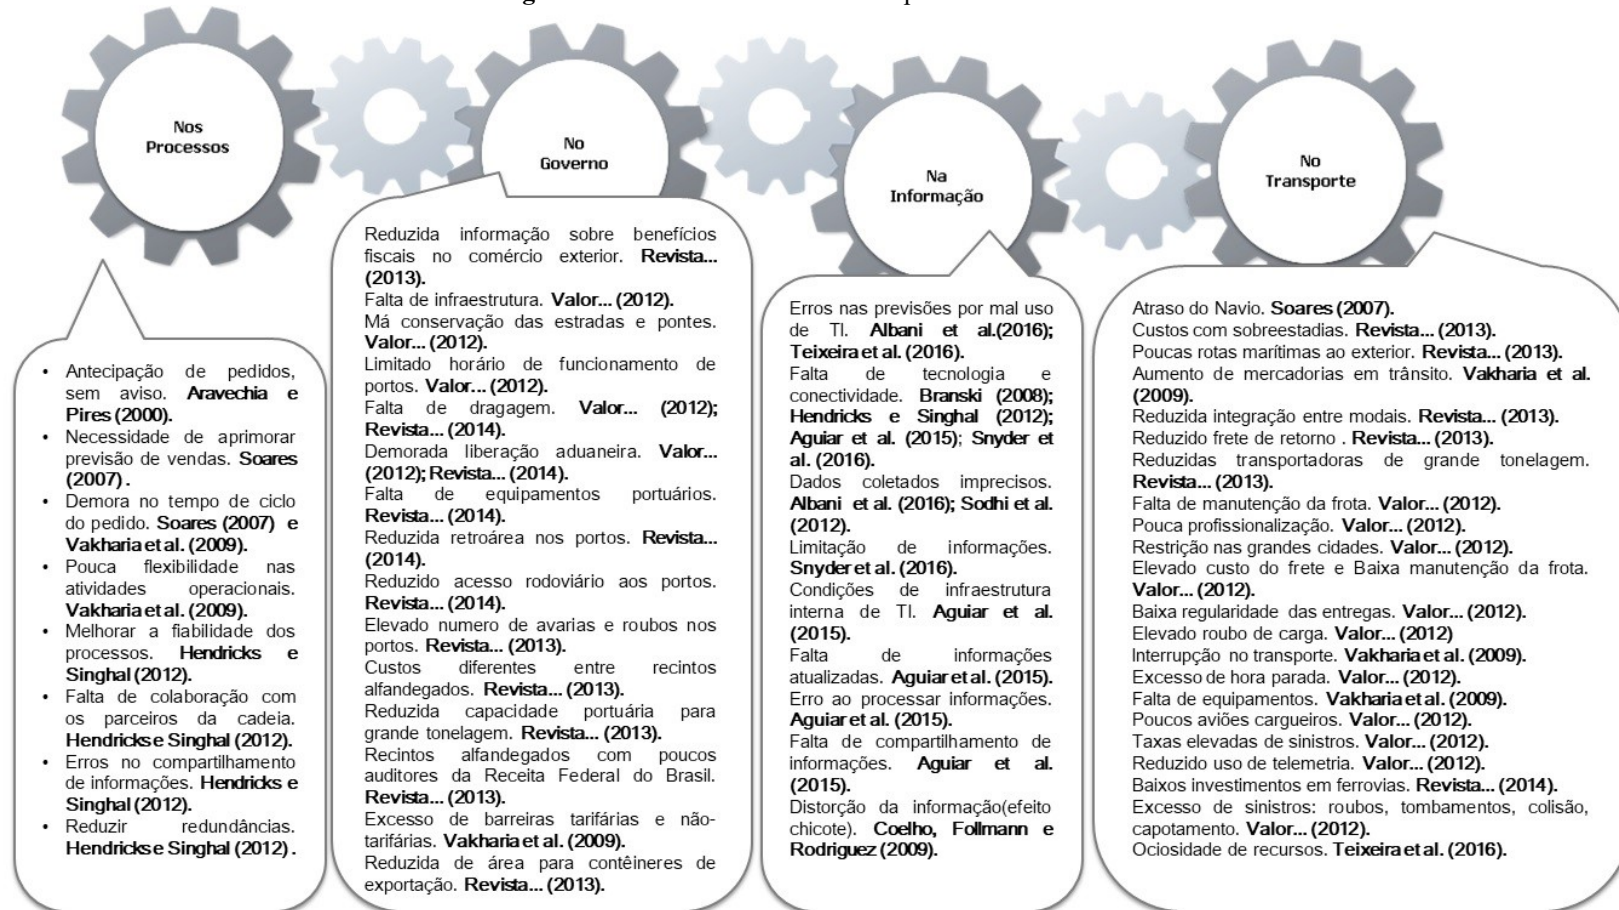 Nos
Processos
No
Governo
Na
Informação
No
Transporte
• Antecipação de pedidos,
sem aviso. Aravechia e
Pires (2000).
• Necessidade de aprimorar
previsão de vendas. Soares
(2007) .
• Demora no tempo de ciclo
do pedido. Soares (2007) e
Vakharia et al. (2009).
• Pouca flexibilidade nas
atividades operacionais.
Vakharia et al. (2009).
• Melhorar a fiabilidade dos
processos. Hendricks e
Singhal (2012).
• Falta de colaboração com
os parceiros da cadeia.
Hendricks e Singhal (2012).
• Erros no compartilhamento
de informações. Hendricks e
Singhal (2012).
• Reduzir redundâncias.
Hendricks e Singhal (2012) .
Reduzida informação sobre benefícios
fiscais no comércio exterior. Revista...
(2013).
Falta de infraestrutura. Valor... (2012).
Má conservação das estradas e pontes.
Valor... (2012).
Limitado horário de funcionamento de
portos. Valor... (2012).
Falta de dragagem. Valor... (2012);
Revista... (2014).
Demorada liberação aduaneira. Valor...
(2012); Revista... (2014).
Falta de equipamentos portuários.
Revista... (2014).
Reduzida retroárea nos portos. Revista...
(2014).
Reduzido acesso rodoviário aos portos.
Revista... (2014).
Elevado numero de avarias e roubos nos
portos. Revista... (2013).
Custos diferentes entre recintos
alfandegados. Revista... (2013).
Reduzida capacidade portuária para
grande tonelagem. Revista... (2013).
Recintos alfandegados com poucos
auditores da Receita Federal do Brasil.
Revista... (2013).
Excesso de barreiras tarifárias e não-
tarifárias. Vakharia et al. (2009).
Reduzida de área para contêineres de
exportação. Revista... (2013).
Erros nas previsões por mal uso
de TI. Albani et al.(2016);
Teixeira et al. (2016).
Falta de tecnologia e
conectividade. Branski (2008);
Hendricks e Singhal (2012);
Aguiar et al. (2015); Snyder et
al. (2016).
Dados coletados imprecisos.
Albani et al. (2016); Sodhi et al.
(2012).
Limitação de informações.
Snyder et al. (2016).
Condições de infraestrutura
interna de TI. Aguiar et al.
(2015).
Falta de informações
atualizadas. Aguiar et al. (2015).
Erro ao processar informações.
Aguiar et al. (2015).
Falta de compartilhamento de
informações. Aguiar et al.
(2015).
Distorção da informação(efeito
chicote). Coelho, Follmann e
Rodriguez (2009).
Atraso do Navio. Soares (2007).
Custos com sobreestadias. Revista... (2013).
Poucas rotas marítimas ao exterior. Revista... (2013).
Aumento de mercadorias em trânsito. Vakharia et al.
(2009).
Reduzida integração entre modais. Revista... (2013).
Reduzido frete de retorno . Revista... (2013).
Reduzidas transportadoras de grande tonelagem.
Revista... (2013).
Falta de manutenção da frota. Valor... (2012).
Pouca profissionalização. Valor... (2012).
Restrição nas grandes cidades. Valor... (2012).
Elevado custo do frete e Baixa manutenção da frota.
Valor... (2012).
Baixa regularidade das entregas. Valor... (2012).
Elevado roubo de carga. Valor... (2012)
Interrupção no transporte. Vakharia et al. (2009).
Excesso de hora parada. Valor... (2012).
Falta de equipamentos. Vakharia et al. (2009).
Poucos aviões cargueiros. Valor... (2012).
Taxas elevadas de sinistros. Valor... (2012).
Reduzido uso de telemetria. Valor... (2012).
Baixos investimentos em ferrovias. Revista... (2014).
Excesso de sinistros: roubos, tombamentos, colisão,
capotamento. Valor... (2012).
Ociosidade de recursos. Teixeira et al. (2016).